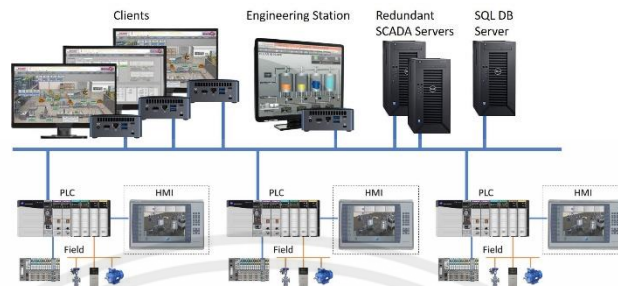 Clients
Engineering Station
Redundant
SCADA Servers
SQL DB
Server
PLC
HMI
PLC
HMI
PLC
HMI
Field
Field
Field